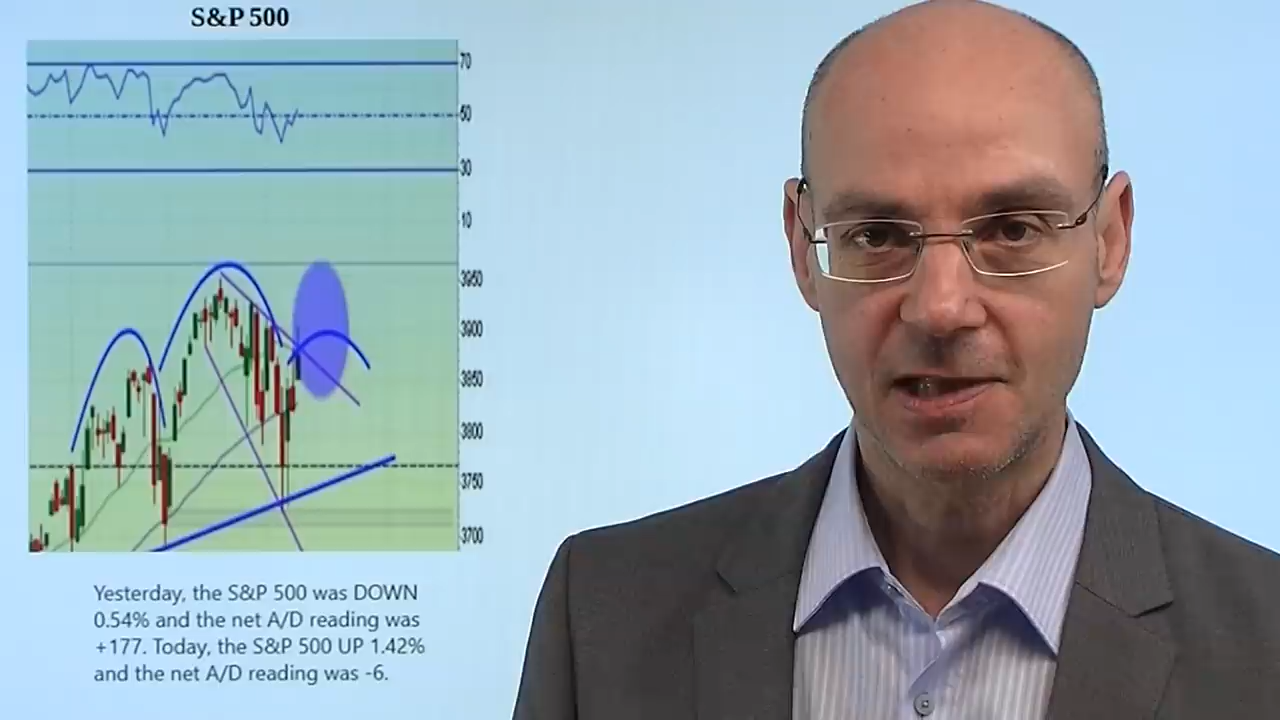 S&P 500
70
50
30
10
3950
3900
3850
3800
3750
3700
Yesterday, the S&P 500 was DOWN
0.54% and the net A/D reading was
+177. Today, the S&P 500 UP 1.42%
and the net A/D reading was -6.